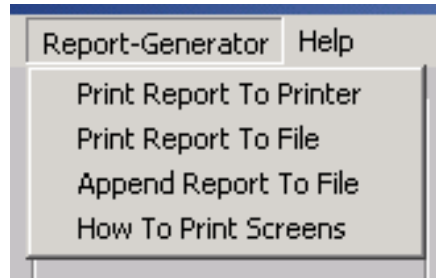 Report-Generator Help
Print Report To Printer
Print Report To File
Append Report To File
How To Print Screens